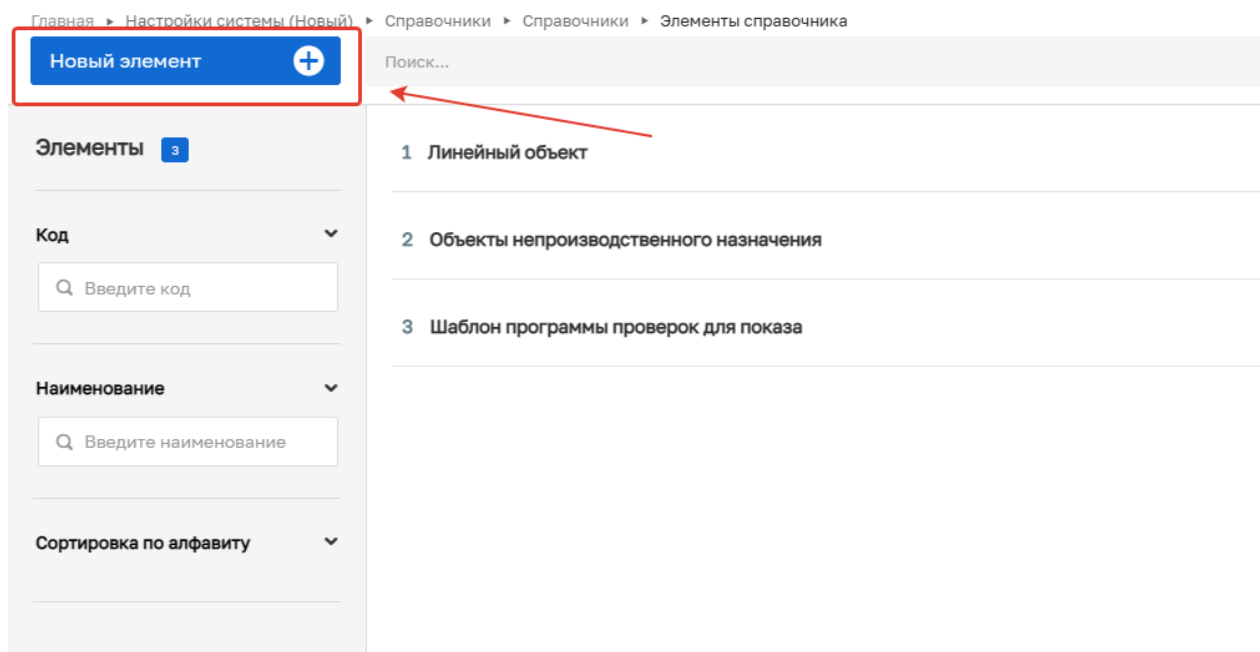 Главная ▸ Настройки системы (Новый) ▸ Справочники ▸ Справочники ▸ Элементы справочника
Новый элемент
Поиск...
Элементы 3
Код
Введите код
Наименование
Введите наименование
Сортировка по алфавиту
1 Линейный объект
2 Объекты непроизводственного назначения
3 Шаблон программы проверок для показа